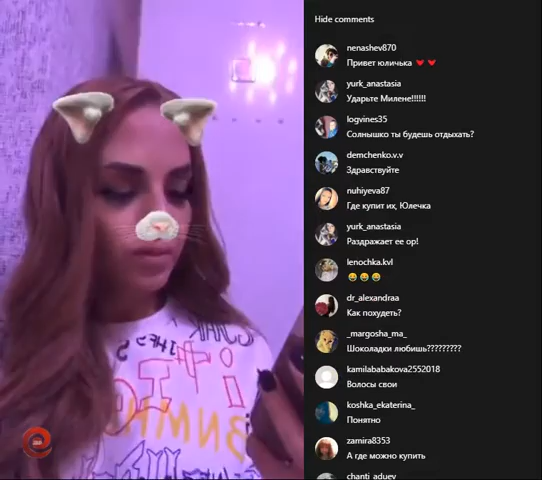 Hide comments
nenashev870
Привет юличька ❤ ❤
yurk_anastasia
Ударьте Милене!!!!!!
logvines35
Солнышко ты будешь отдыхать?
demchenko.v.v
Здравствуйте
nuhiyeva87
Где купит их, Юлечка
yurk_anastasia
Раздражает ее ор!
lenochka.kvl
😂 😂 😂
dr_alexandraa
Как похудеть?
_margosha_ma_
Шоколадки любишь?????????
kamilababakova2552018
Волосы свои
koshka_ekaterina_
Понятно
zamira8353
А где можно купить
chanti_aduev